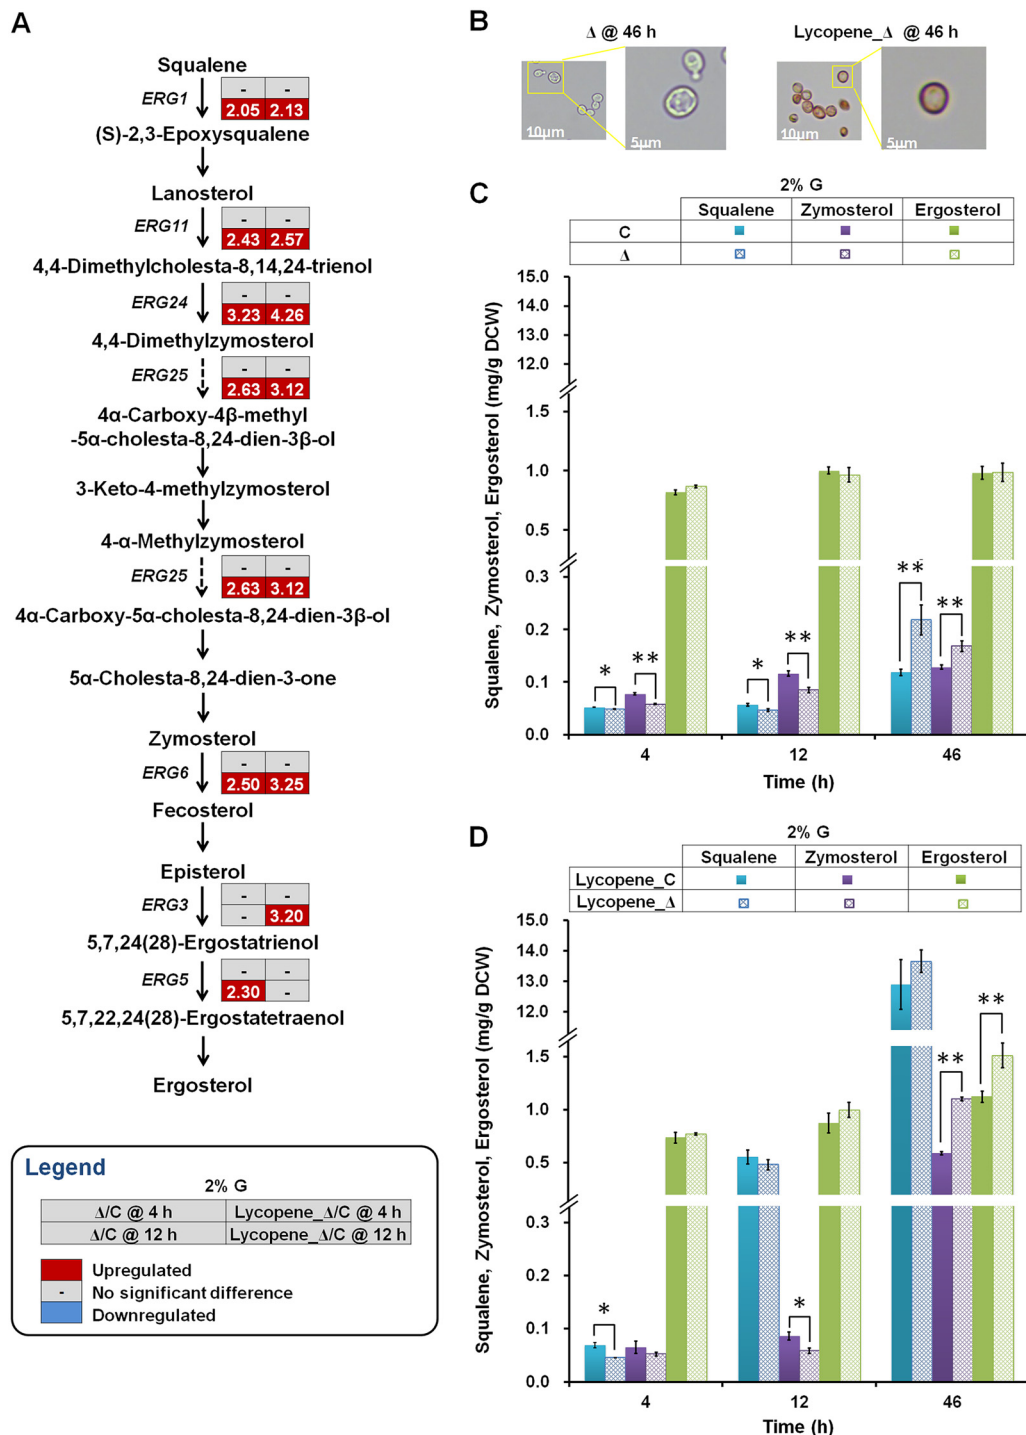 A
Squalene
ERG1
- -
2.05 2.13
(S)-2,3-Epoxysqualene
Lanosterol
ERG11
- -
2.43 2.57
4,4-Dimethylcholesta-8,14,24-trienol
ERG24
- -
3.23 4.26
4,4-Dimethylzymosterol
ERG25
- -
2.63 3.12
4α-Carboxy-4β-methyl
-5α-cholesta-8,24-dien-3β-ol
3-Keto-4-methylzymosterol
4-α-Methylzymosterol
ERG25
- -
2.63 3.12
4α-Carboxy-5α-cholesta-8,24-dien-3β-ol
5α-Cholesta-8,24-dien-3-one
Zymosterol
ERG6
- -
2.50 3.25
Fecosterol
Episterol
ERG3
- -
- 3.20
5,7,24(28)-Ergostatrienol
ERG5
- -
2.30 -
5,7,22,24(28)-Ergostatetraenol
Ergosterol
Legend
2% G
Δ/C @ 4 h Lycopene_Δ/C @ 4 h
Δ/C @ 12 h Lycopene_Δ/C @ 12 h
Upregulated
- No significant difference
Downregulated
B
Δ @ 46 h
Lycopene_Δ @ 46 h
10μm
5μm
10μm
5μm
C
2% G
Squalene Zymosterol Ergosterol
C
Δ
Squalene, Zymosterol, Ergosterol (mg/g DCW)
15.0
14.0
13.0
12.0
1.5
1.0
0.5
0.3
0.2
0.1
0.0
* ** * ** ** **
4 12 46
Time (h)
D
2% G
Squalene Zymosterol Ergosterol
Lycopene_C
Lycopene_Δ
Squalene, Zymosterol, Ergosterol (mg/g DCW)
15.0
14.0
13.0
12.0
1.5
1.0
0.5
0.3
0.2
0.1
0.0
* * ** **
4 12 46
Time (h)